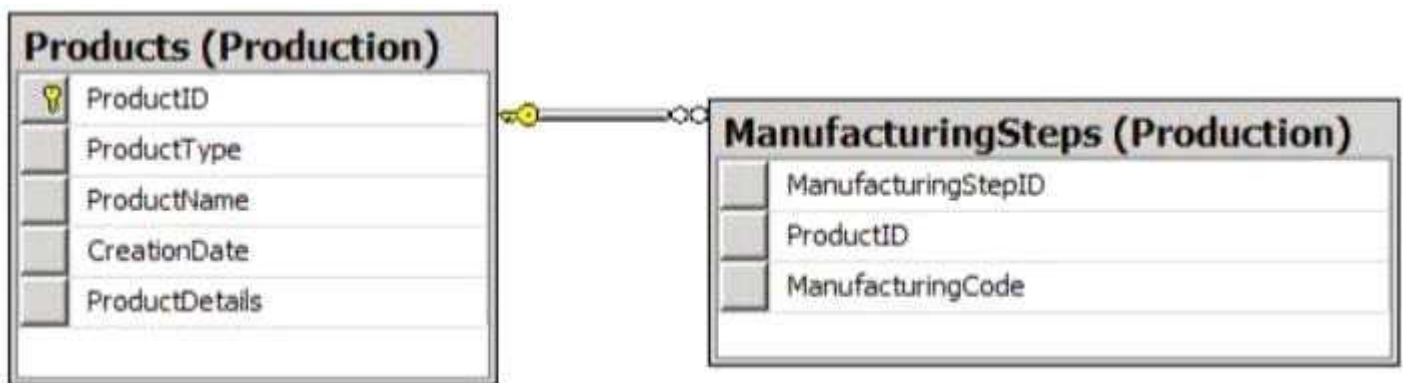 Products (Production)
ProductID
ProductType
ProductName
CreationDate
ProductDetails
ManufacturingSteps (Production)
ManufacturingStepID
ProductID
ManufacturingCode